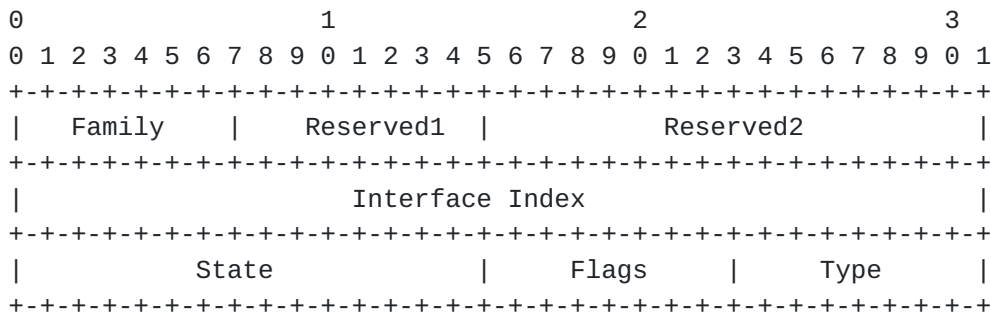 0                   1                   2                   3
0 1 2 3 4 5 6 7 8 9 0 1 2 3 4 5 6 7 8 9 0 1 2 3 4 5 6 7 8 9 0 1
+-+-+-+-+-+-+-+-+-+-+-+-+-+-+-+-+-+-+-+-+-+-+-+-+-+-+-+-+-+-+-+
|   Family    |    Reserved1  |           Reserved2           |
+-+-+-+-+-+-+-+-+-+-+-+-+-+-+-+-+-+-+-+-+-+-+-+-+-+-+-+-+-+-+-+
|                     Interface Index                         |
+-+-+-+-+-+-+-+-+-+-+-+-+-+-+-+-+-+-+-+-+-+-+-+-+-+-+-+-+-+-+-+
|           State             |     Flags     |     Type      |
+-+-+-+-+-+-+-+-+-+-+-+-+-+-+-+-+-+-+-+-+-+-+-+-+-+-+-+-+-+-+-+